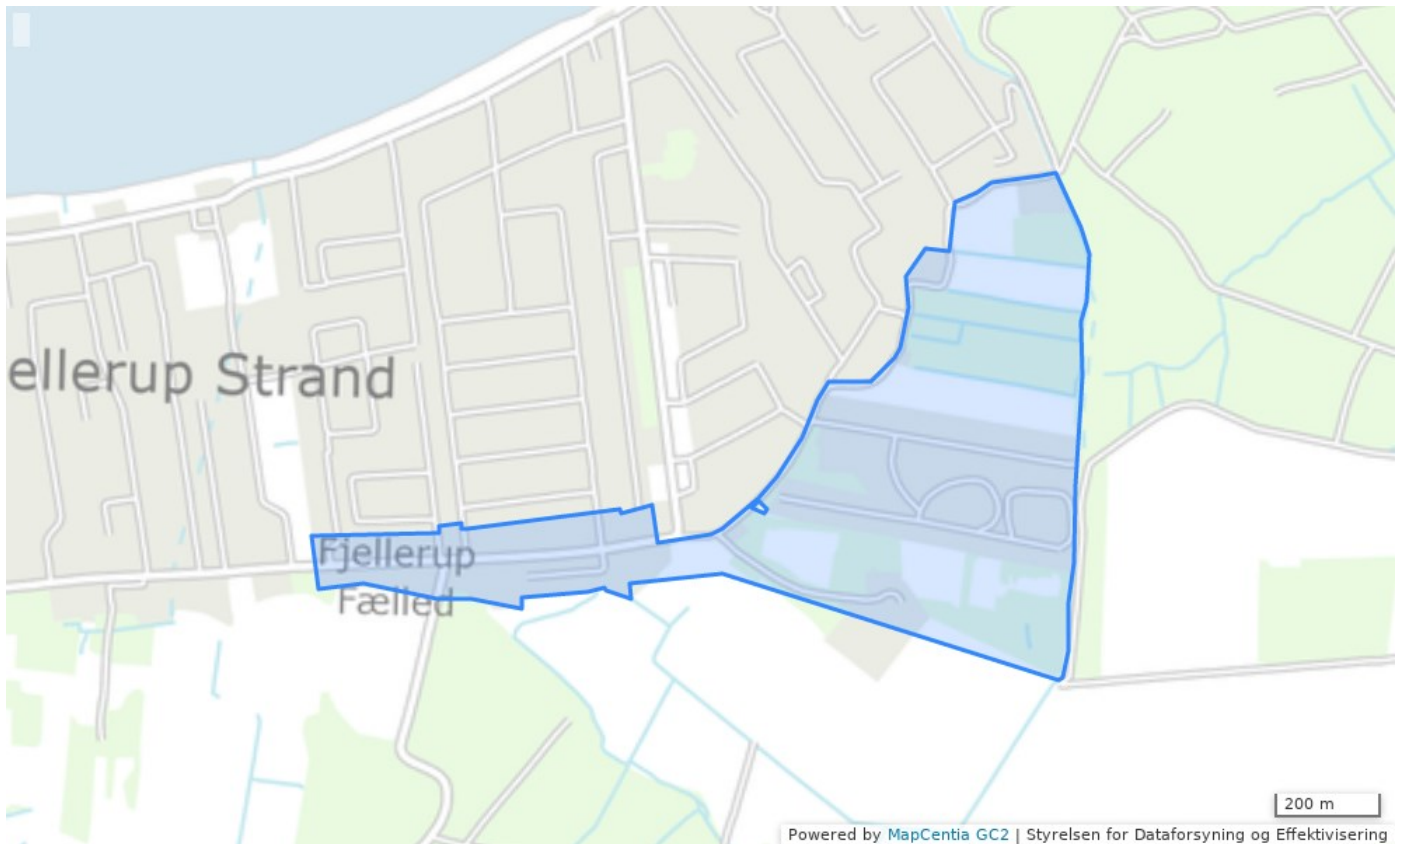 ellerup Strand
Fjellerup
Fælled
200 m
Powered by MapCentia GC2 | Styrelsen for Dataforsyning og Effektivisering